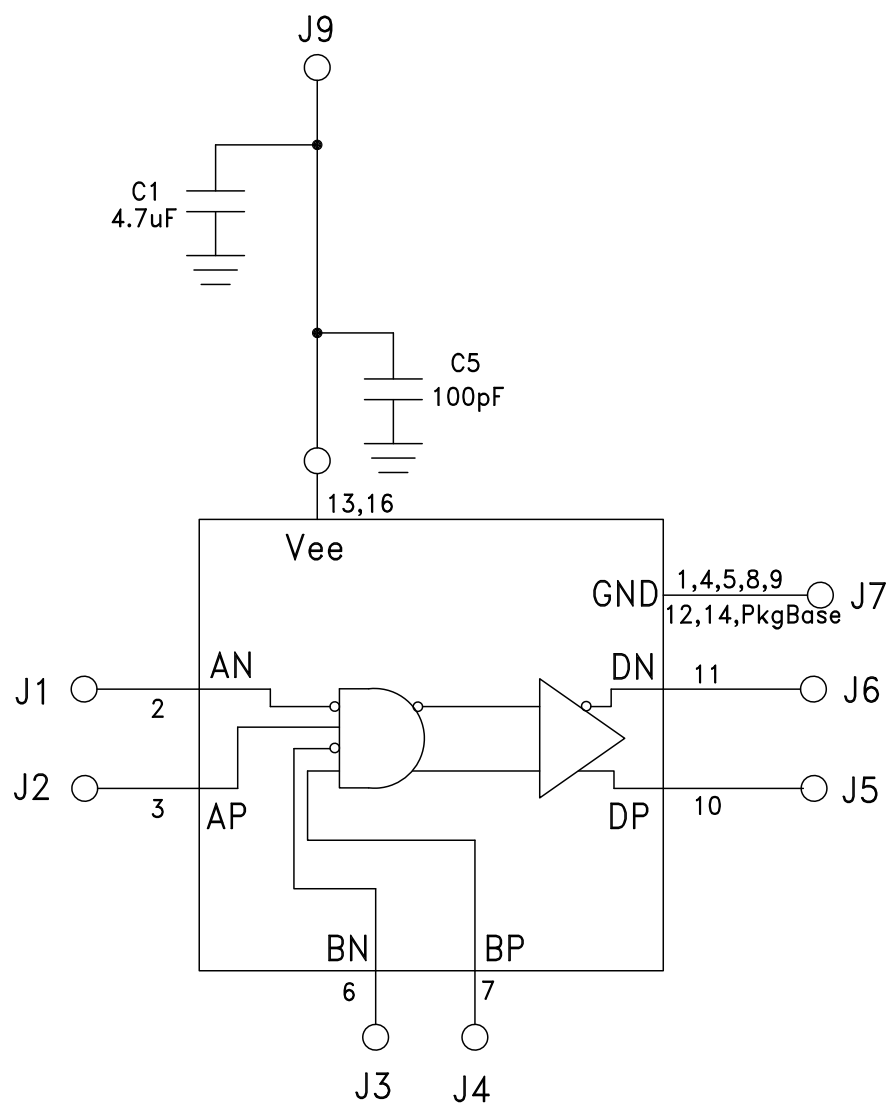 J9
C1
4.7uF
C5
100pF
13,16
Vee
GND
1,4,5,8,9
J7
12,14,PkgBase
AN
DN
11
J1
J6
2
J2
J5
3
AP
DP
10
BN
BP
6
7
J3
J4